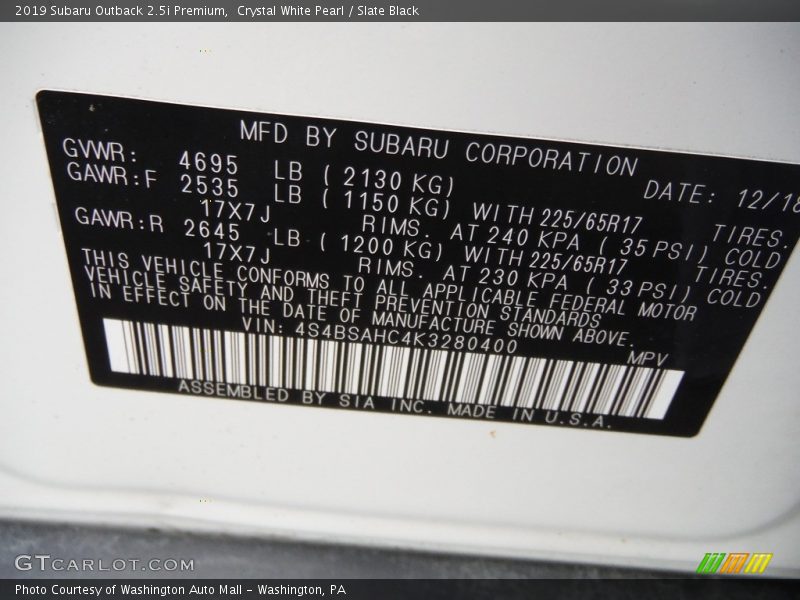 2019 Subaru Outback 2.5i Premium, Crystal White Pearl / Slate Black
MFD BY SUBARU CORPORATION
GVWR: 4695 LB ( 2130 KG) DATE: 12/18
GAWR:F 2535 LB ( 1150 KG) WITH 225/65R17 TIRES.
17X7J RIMS. AT 240 KPA ( 35 PSI) COLD
GAWR:R 2645 LB ( 1200 KG) WITH 225/65R17 TIRES.
17X7J RIMS. AT 230 KPA ( 33 PSI) COLD
THIS VEHICLE CONFORMS TO ALL APPLICABLE FEDERAL MOTOR
VEHICLE SAFETY AND THEFT PREVENTION STANDARDS
IN EFFECT ON THE DATE OF MANUFACTURE SHOWN ABOVE.
VIN: 4S4BSAHC4K3280400 MPV
ASSEMBLED BY SIA INC. MADE IN U.S.A.
GTCARLOT.COM
Photo Courtesy of Washington Auto Mall - Washington, PA